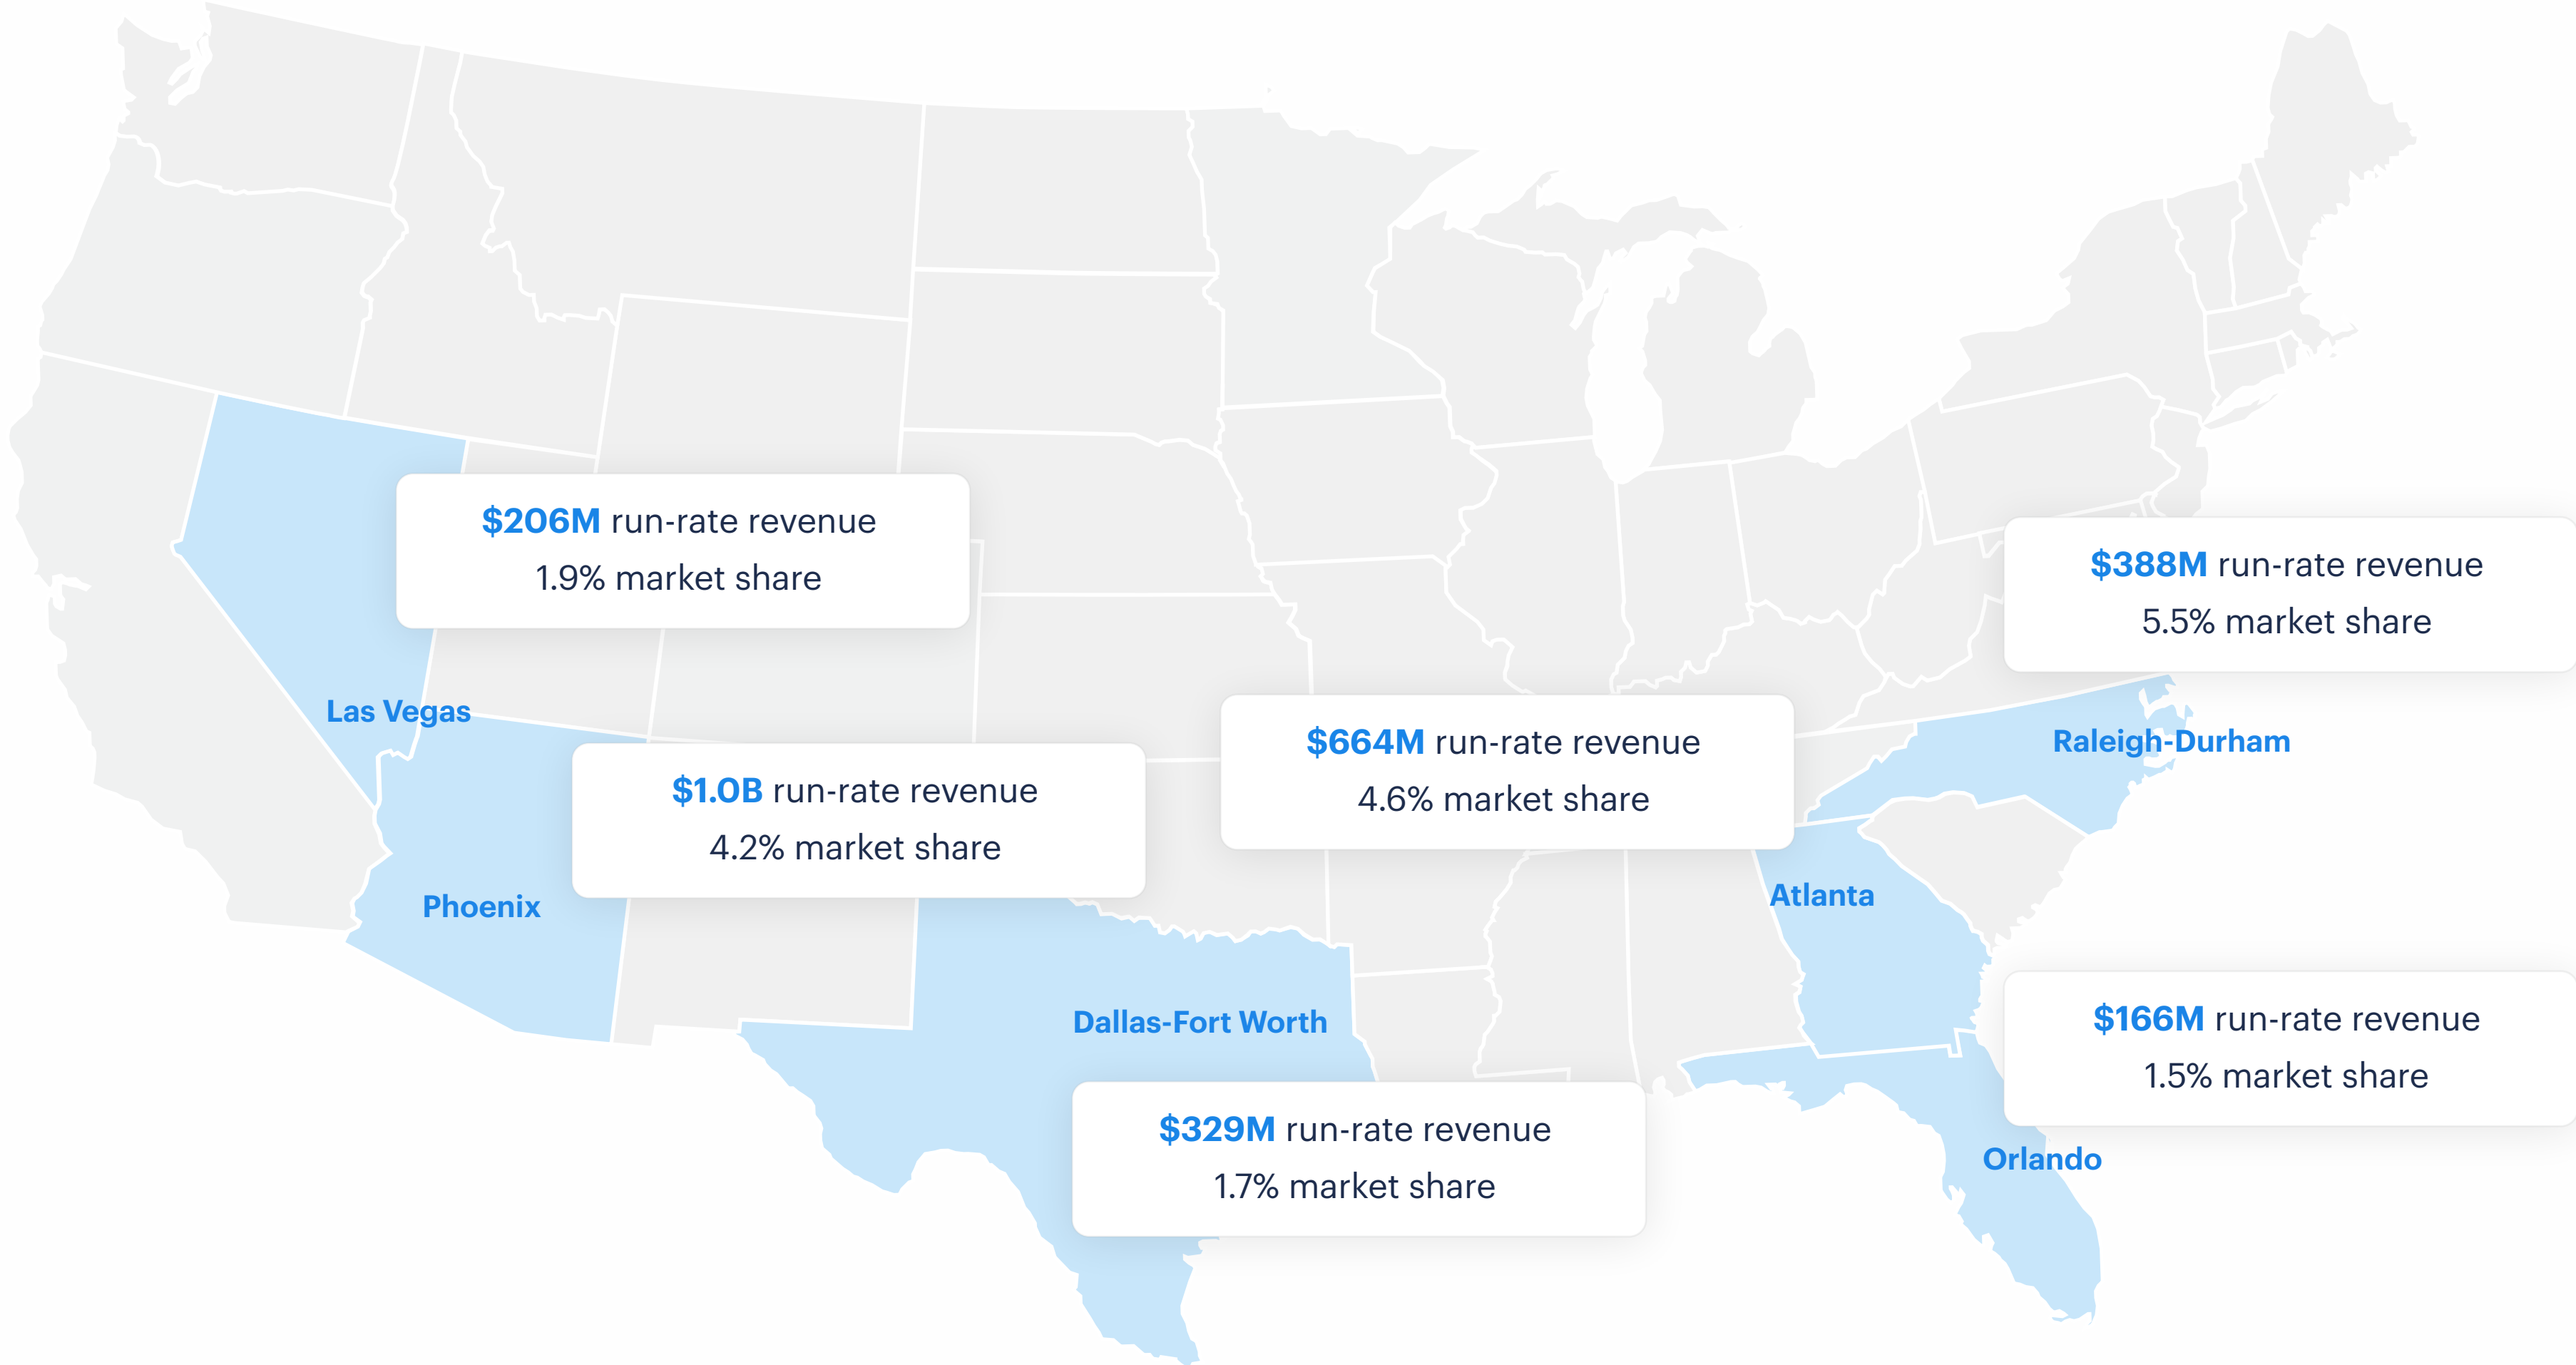 $206M run-rate revenue
1.9% market share
Las Vegas
$1.0B run-rate revenue
4.2% market share
Phoenix
$664M run-rate revenue
4.6% market share
Atlanta
$388M run-rate revenue
5.5% market share
Raleigh-Durham
Dallas-Fort Worth
$329M run-rate revenue
1.7% market share
$166M run-rate revenue
1.5% market share
Orlando